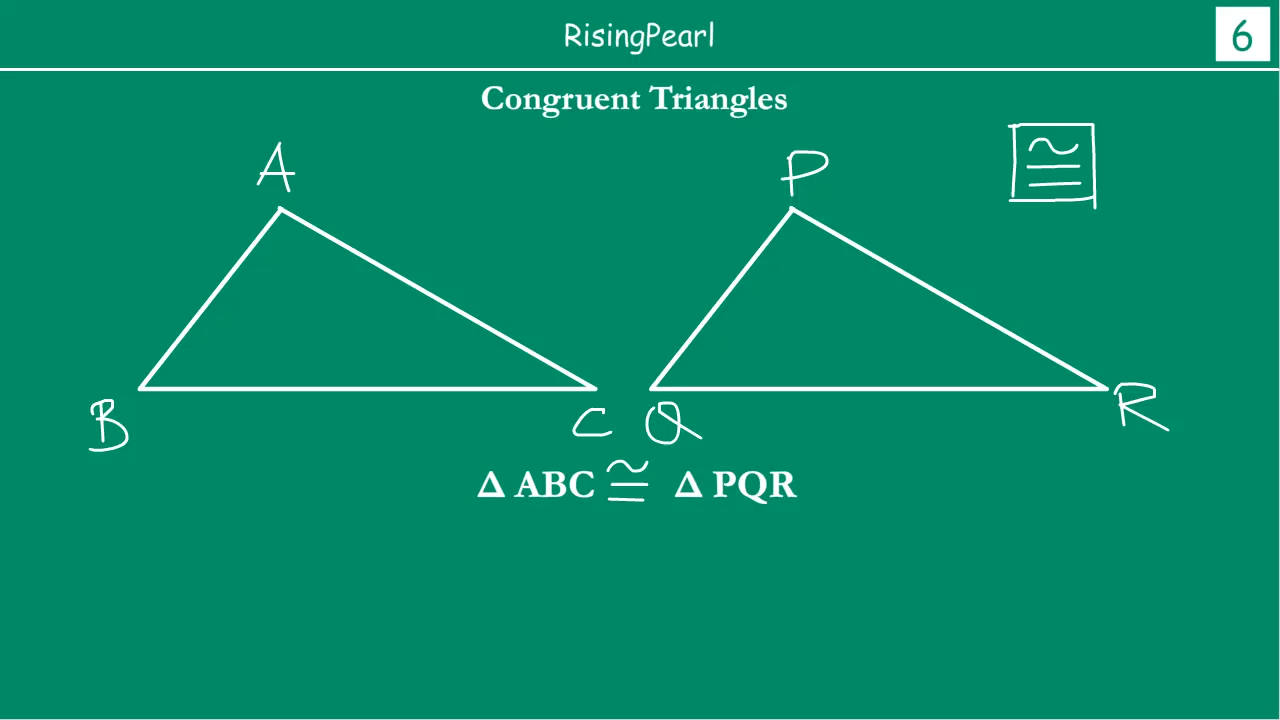 RisingPearl
6
Congruent Triangles
≅
A
P
B
C
Q
R
Δ ABC ≅ Δ PQR